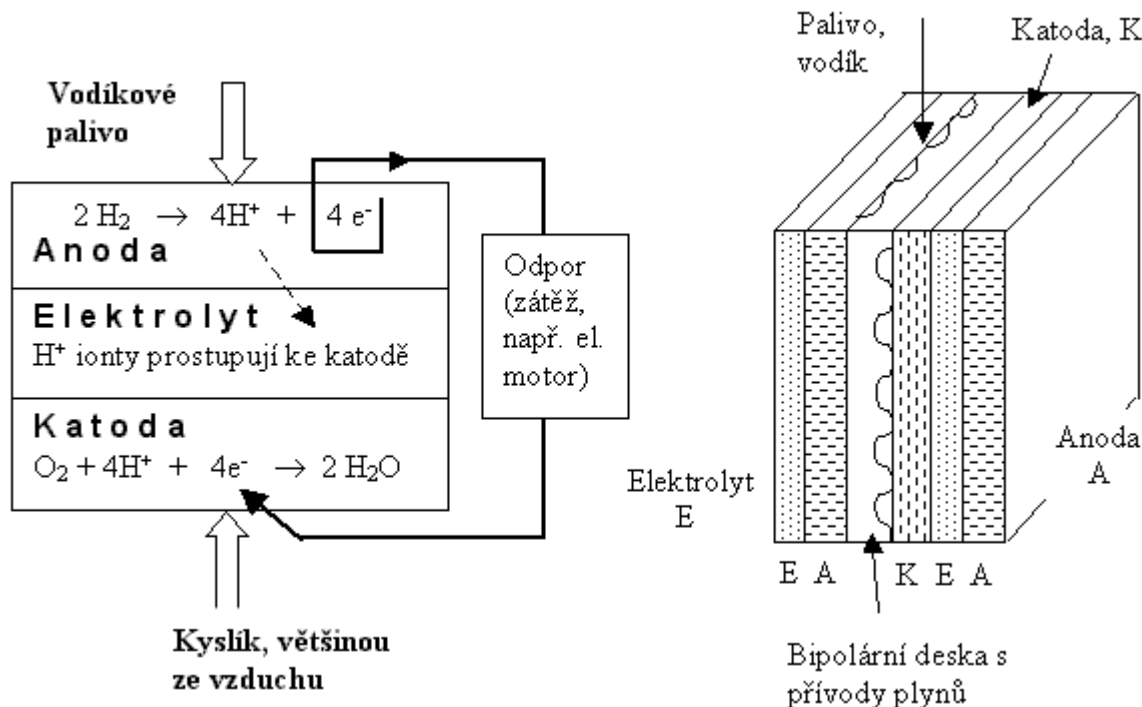 Vodíkové
palivo
2 H₂ → 4H⁺ + 4 e⁻
Anoda
Elektrolyt
H⁺ ionty prostupují ke katodě
Katoda
O₂ + 4H⁺ + 4e⁻ → 2 H₂O
Kyslík, většinou
ze vzduchu
Odpor
(zátěž,
např. el.
motor)
Palivo,
vodík
Katoda, K
Anoda
A
Elektrolyt
E
E A K E A
Bipolární deska s
přívody plynů